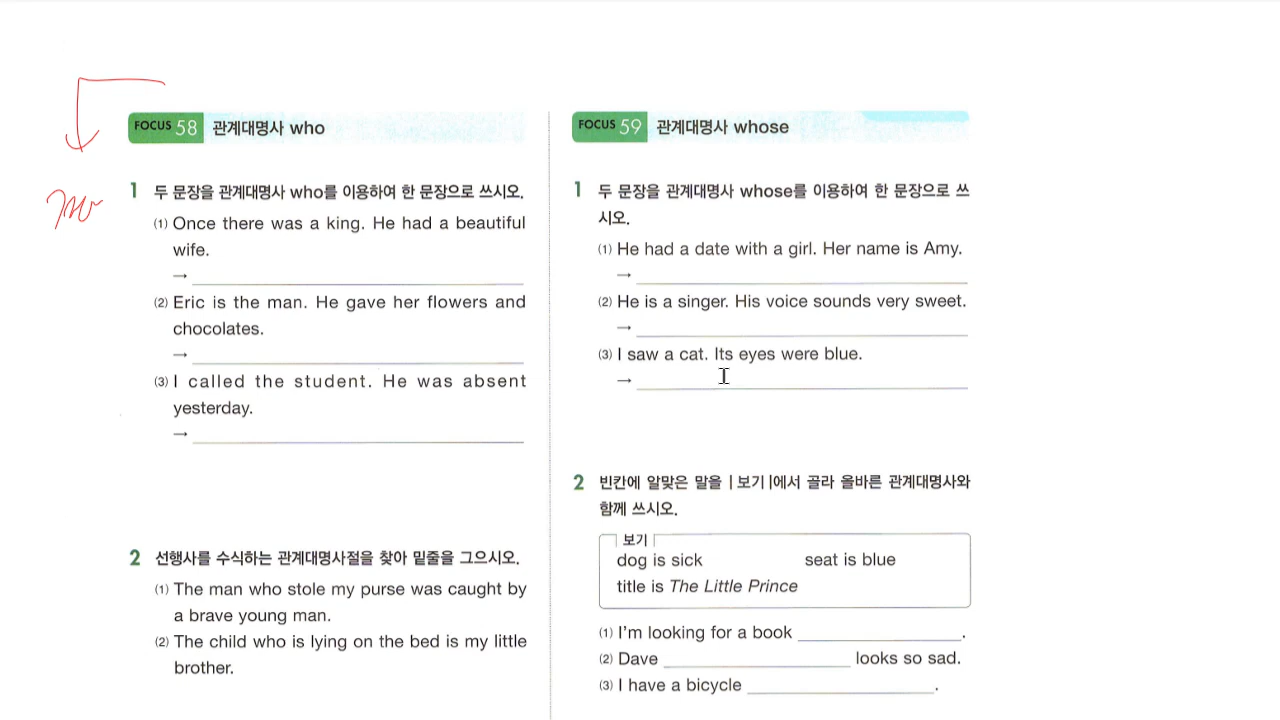 FOCUS 58 관계대명사 who
1 두 문장을 관계대명사 who를 이용하여 한 문장으로 쓰시오.
(1) Once there was a king. He had a beautiful
wife.
→
(2) Eric is the man. He gave her flowers and
chocolates.
→
(3) I called the student. He was absent
yesterday.
→
2 선행사를 수식하는 관계대명사절을 찾아 밑줄을 그으시오.
(1) The man who stole my purse was caught by
a brave young man.
(2) The child who is lying on the bed is my little
brother.
FOCUS 59 관계대명사 whose
1 두 문장을 관계대명사 whose를 이용하여 한 문장으로 쓰
시오.
(1) He had a date with a girl. Her name is Amy.
→
(2) He is a singer. His voice sounds very sweet.
→
(3) I saw a cat. Its eyes were blue.
→
2 빈칸에 알맞은 말을 |보기|에서 골라 올바른 관계대명사와
함께 쓰시오.
보기
dog is sick seat is blue
title is The Little Prince
(1) I'm looking for a book ____________.
(2) Dave ____________ looks so sad.
(3) I have a bicycle ____________.